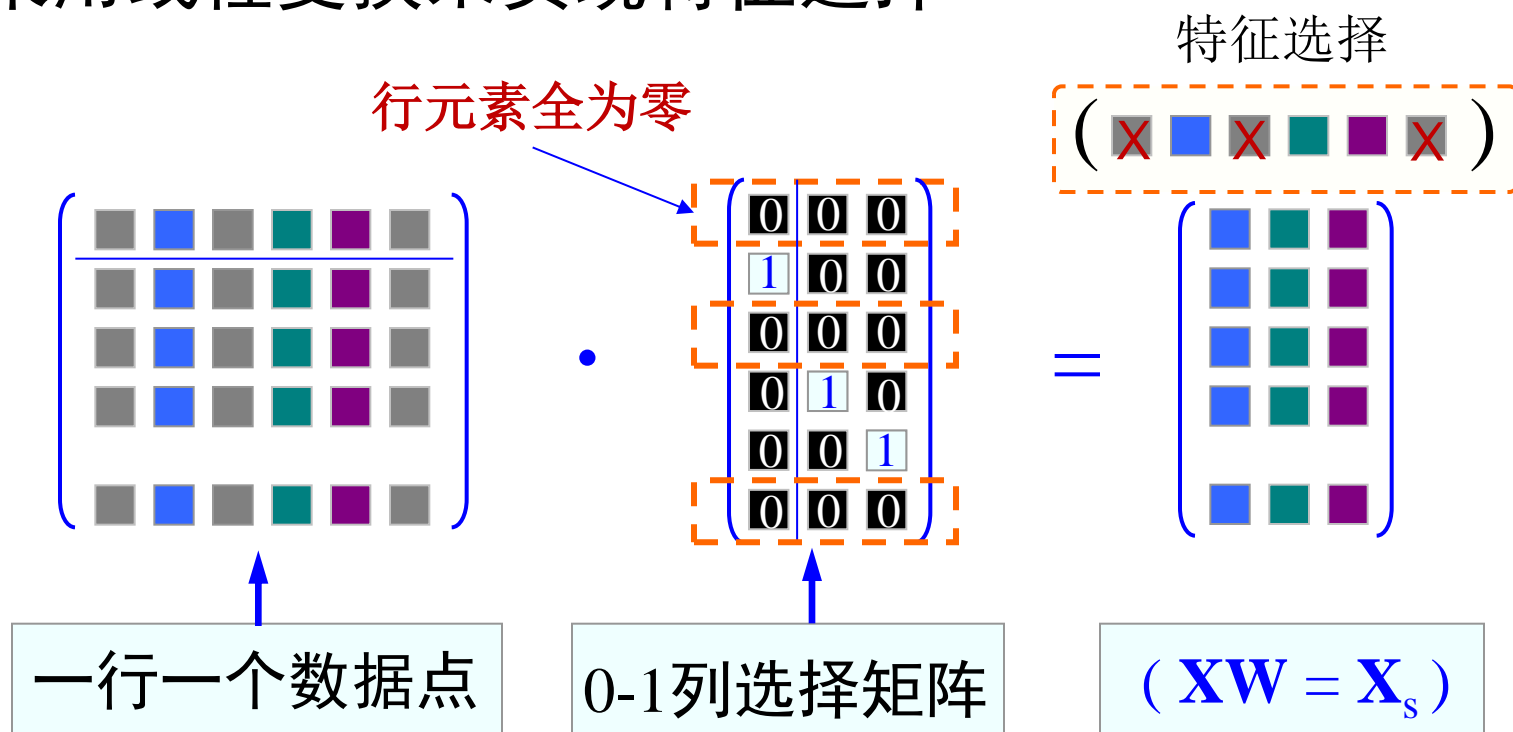 特征选择
行元素全为零
( X X X )
0 0 0
1 0 0
0 0 0
· =
0 1 0
0 0 1
0 0 0
一行一个数据点
0-1列选择矩阵
( XW = Xₛ )